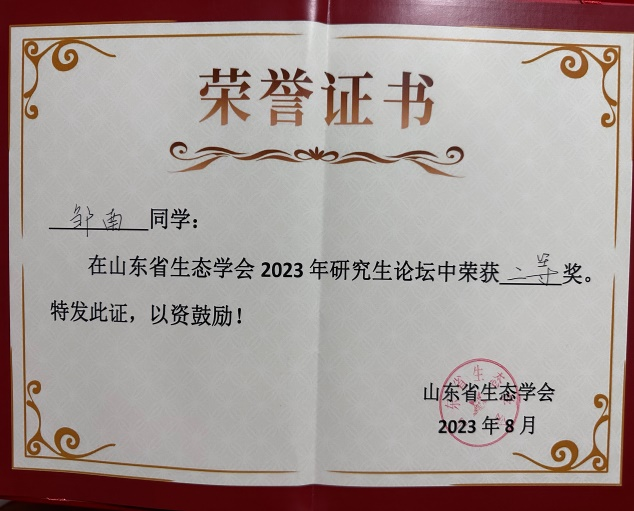 荣誉证书
邹南同学：
在山东省生态学会2023年研究生论坛中荣获二等奖。
特发此证，以资鼓励！
山东省生态学会
2023年8月